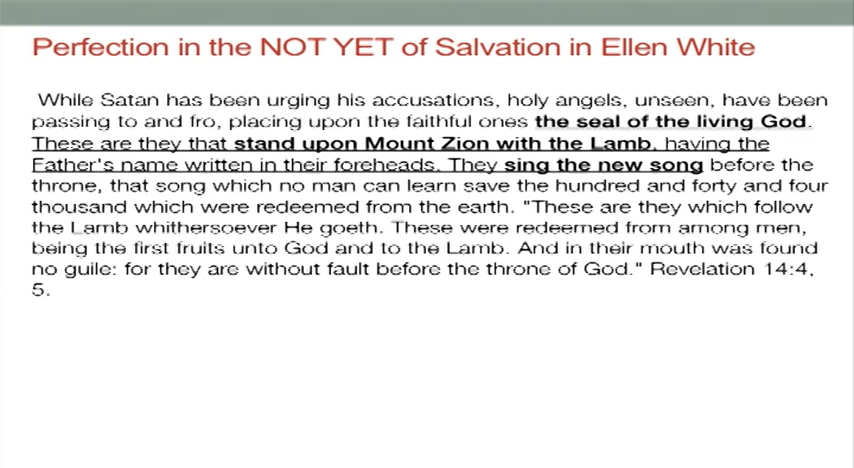 Perfection in the NOT YET of Salvation in Ellen White
While Satan has been urging his accusations, holy angels, unseen, have been
passing to and fro, placing upon the faithful ones the seal of the living God.
These are they that stand upon Mount Zion with the Lamb, having the
Father's name written in their foreheads. They sing the new song before the
throne, that song which no man can learn save the hundred and forty and four
thousand which were redeemed from the earth. "These are they which follow
the Lamb whithersoever He goeth. These were redeemed from among men,
being the first fruits unto God and to the Lamb. And in their mouth was found
no guile: for they are without fault before the throne of God." Revelation 14:4,
5.